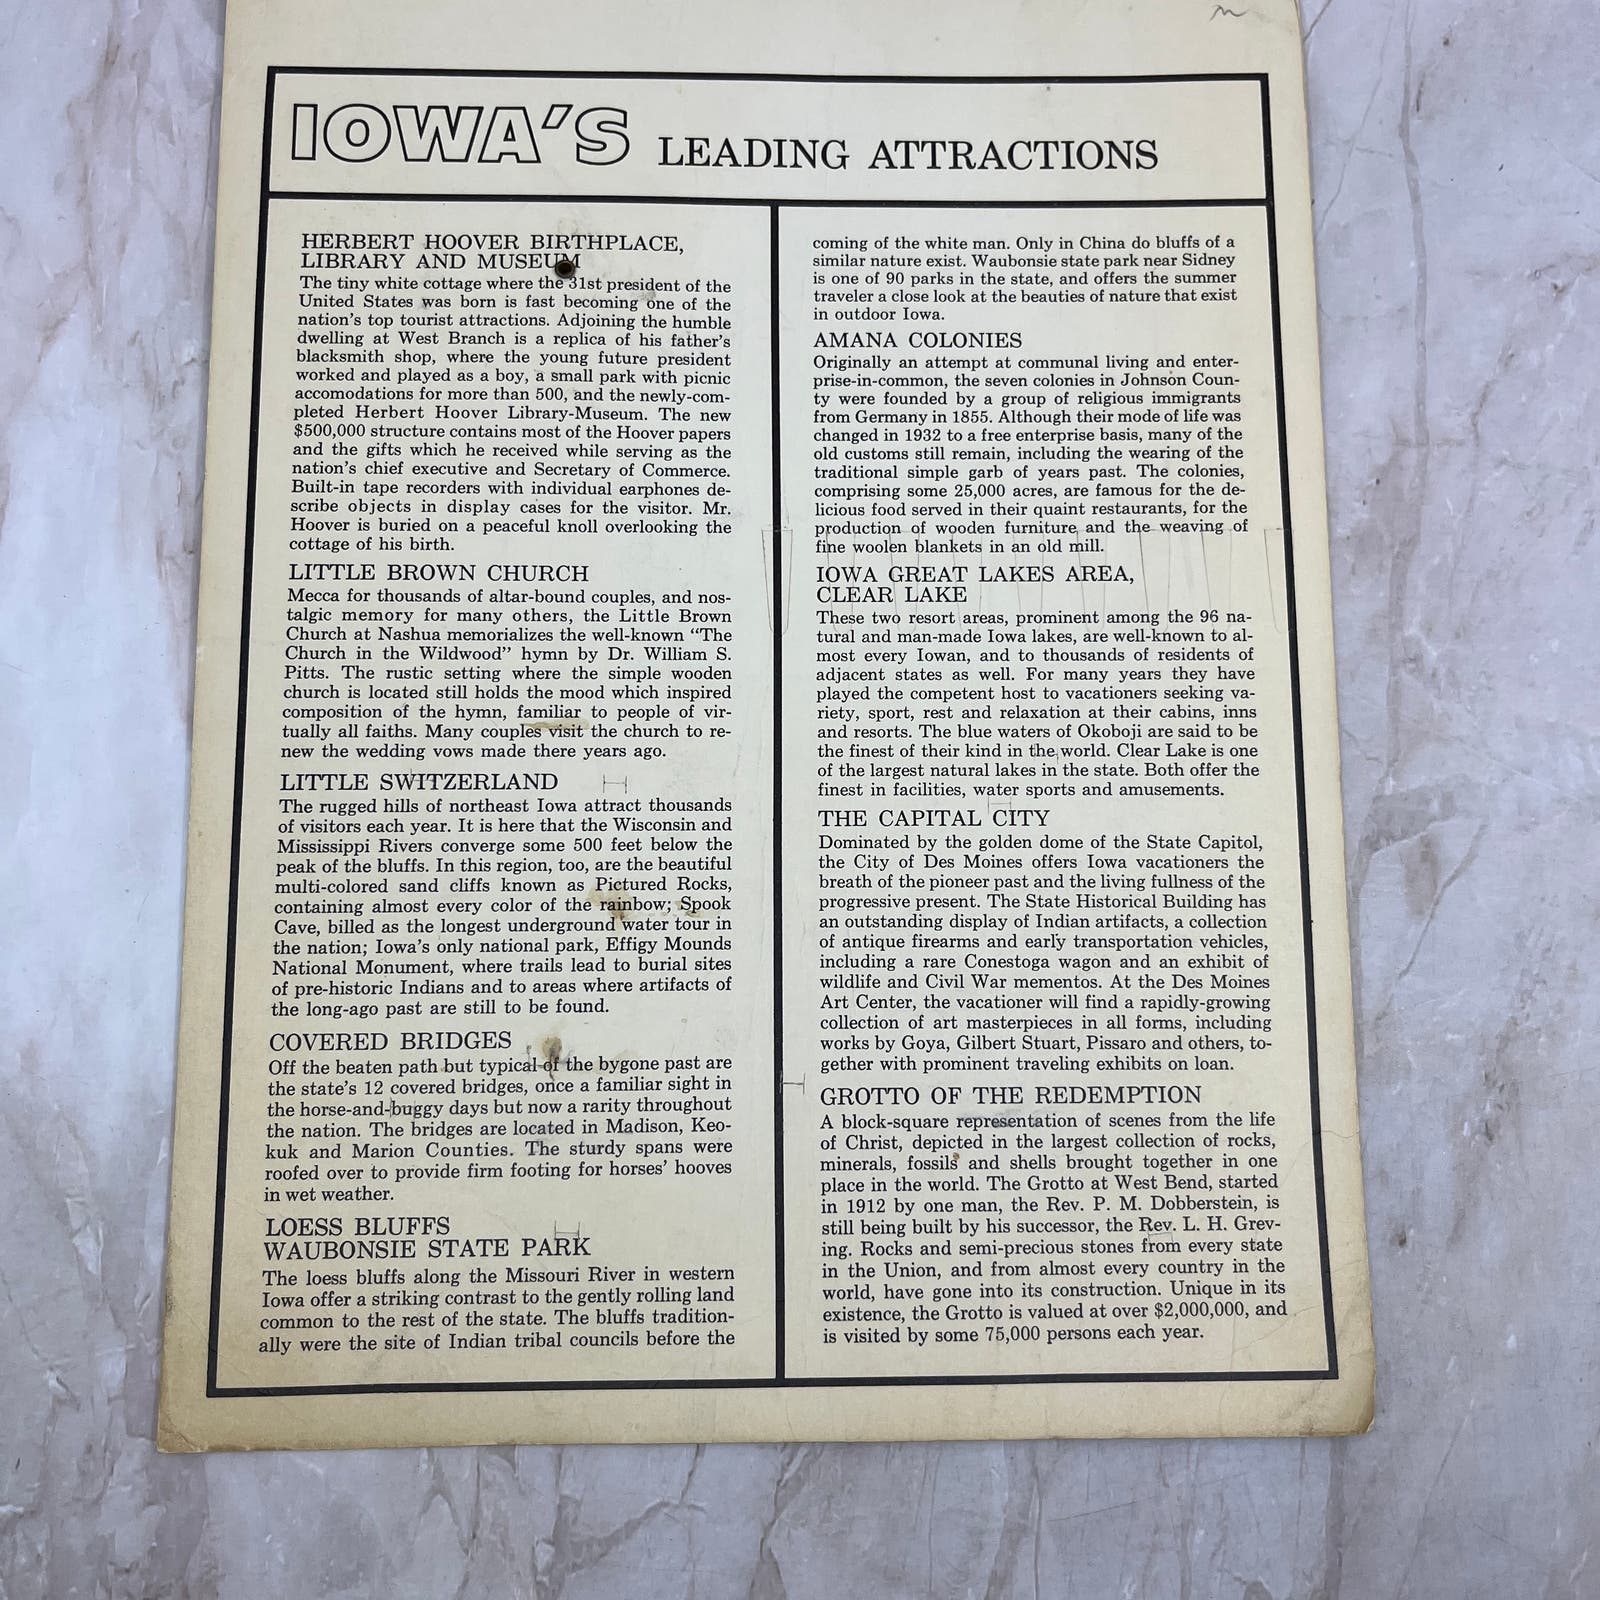 IOWA'S LEADING ATTRACTIONS
HERBERT HOOVER BIRTHPLACE,
LIBRARY AND MUSEUM
The tiny white cottage where the 31st president of the
United States was born is fast becoming one of the
nation's top tourist attractions. Adjoining the humble
dwelling at West Branch is a replica of his father's
blacksmith shop, where the young future president
worked and played as a boy, a small park with picnic
accomodations for more than 500, and the newly-com-
pleted Herbert Hoover Library-Museum. The new
$500,000 structure contains most of the Hoover papers
and the gifts which he received while serving as the
nation's chief executive and Secretary of Commerce.
Built-in tape recorders with individual earphones de-
scribe objects in display cases for the visitor. Mr.
Hoover is buried on a peaceful knoll overlooking the
cottage of his birth.
LITTLE BROWN CHURCH
Mecca for thousands of altar-bound couples, and nos-
talgic memory for many others, the Little Brown
Church at Nashua memorializes the well-known "The
Church in the Wildwood" hymn by Dr. William S.
Pitts. The rustic setting where the simple wooden
church is located still holds the mood which inspired
composition of the hymn, familiar to people of vir-
tually all faiths. Many couples visit the church to re-
new the wedding vows made there years ago.
LITTLE SWITZERLAND
The rugged hills of northeast Iowa attract thousands
of visitors each year. It is here that the Wisconsin and
Mississippi Rivers converge some 500 feet below the
peak of the bluffs. In this region, too, are the beautiful
multi-colored sand cliffs known as Pictured Rocks,
containing almost every color of the rainbow; Spook
Cave, billed as the longest underground water tour in
the nation; Iowa's only national park, Effigy Mounds
National Monument, where trails lead to burial sites
of pre-historic Indians and to areas where artifacts of
the long-ago past are still to be found.
COVERED BRIDGES
Off the beaten path but typical of the bygone past are
the state's 12 covered bridges, once a familiar sight in
the horse-and-buggy days but now a rarity throughout
the nation. The bridges are located in Madison, Keo-
kuk and Marion Counties. The sturdy spans were
roofed over to provide firm footing for horses' hooves
in wet weather.
LOESS BLUFFS
WAUBONSIE STATE PARK
The loess bluffs along the Missouri River in western
Iowa offer a striking contrast to the gently rolling land
common to the rest of the state. The bluffs tradition-
ally were the site of Indian tribal councils before the
coming of the white man. Only in China do bluffs of a
similar nature exist. Waubonsie state park near Sidney
is one of 90 parks in the state, and offers the summer
traveler a close look at the beauties of nature that exist
in outdoor Iowa.
AMANA COLONIES
Originally an attempt at communal living and enter-
prise-in-common, the seven colonies in Johnson Coun-
ty were founded by a group of religious immigrants
from Germany in 1855. Although their mode of life was
changed in 1932 to a free enterprise basis, many of the
old customs still remain, including the wearing of the
traditional simple garb of years past. The colonies,
comprising some 25,000 acres, are famous for the de-
licious food served in their quaint restaurants, for the
production of wooden furniture and the weaving of
fine woolen blankets in an old mill.
IOWA GREAT LAKES AREA,
CLEAR LAKE
These two resort areas, prominent among the 96 na-
tural and man-made Iowa lakes, are well-known to al-
most every Iowan, and to thousands of residents of
adjacent states as well. For many years they have
played the competent host to vacationers seeking va-
riety, sport, rest and relaxation at their cabins, inns
and resorts. The blue waters of Okoboji are said to be
the finest of their kind in the world. Clear Lake is one
of the largest natural lakes in the state. Both offer the
finest in facilities, water sports and amusements.
THE CAPITAL CITY
Dominated by the golden dome of the State Capitol,
the City of Des Moines offers Iowa vacationers the
breath of the pioneer past and the living fullness of the
progressive present. The State Historical Building has
an outstanding display of Indian artifacts, a collection
of antique firearms and early transportation vehicles,
including a rare Conestoga wagon and an exhibit of
wildlife and Civil War mementos. At the Des Moines
Art Center, the vacationer will find a rapidly-growing
collection of art masterpieces in all forms, including
works by Goya, Gilbert Stuart, Pissaro and others, to-
gether with prominent traveling exhibits on loan.
GROTTO OF THE REDEMPTION
A block-square representation of scenes from the life
of Christ, depicted in the largest collection of rocks,
minerals, fossils and shells brought together in one
place in the world. The Grotto at West Bend, started
in 1912 by one man, the Rev. P. M. Dobberstein, is
still being built by his successor, the Rev. L. H. Grev-
ing. Rocks and semi-precious stones from every state
in the Union, and from almost every country in the
world, have gone into its construction. Unique in its
existence, the Grotto is valued at over $2,000,000, and
is visited by some 75,000 persons each year.